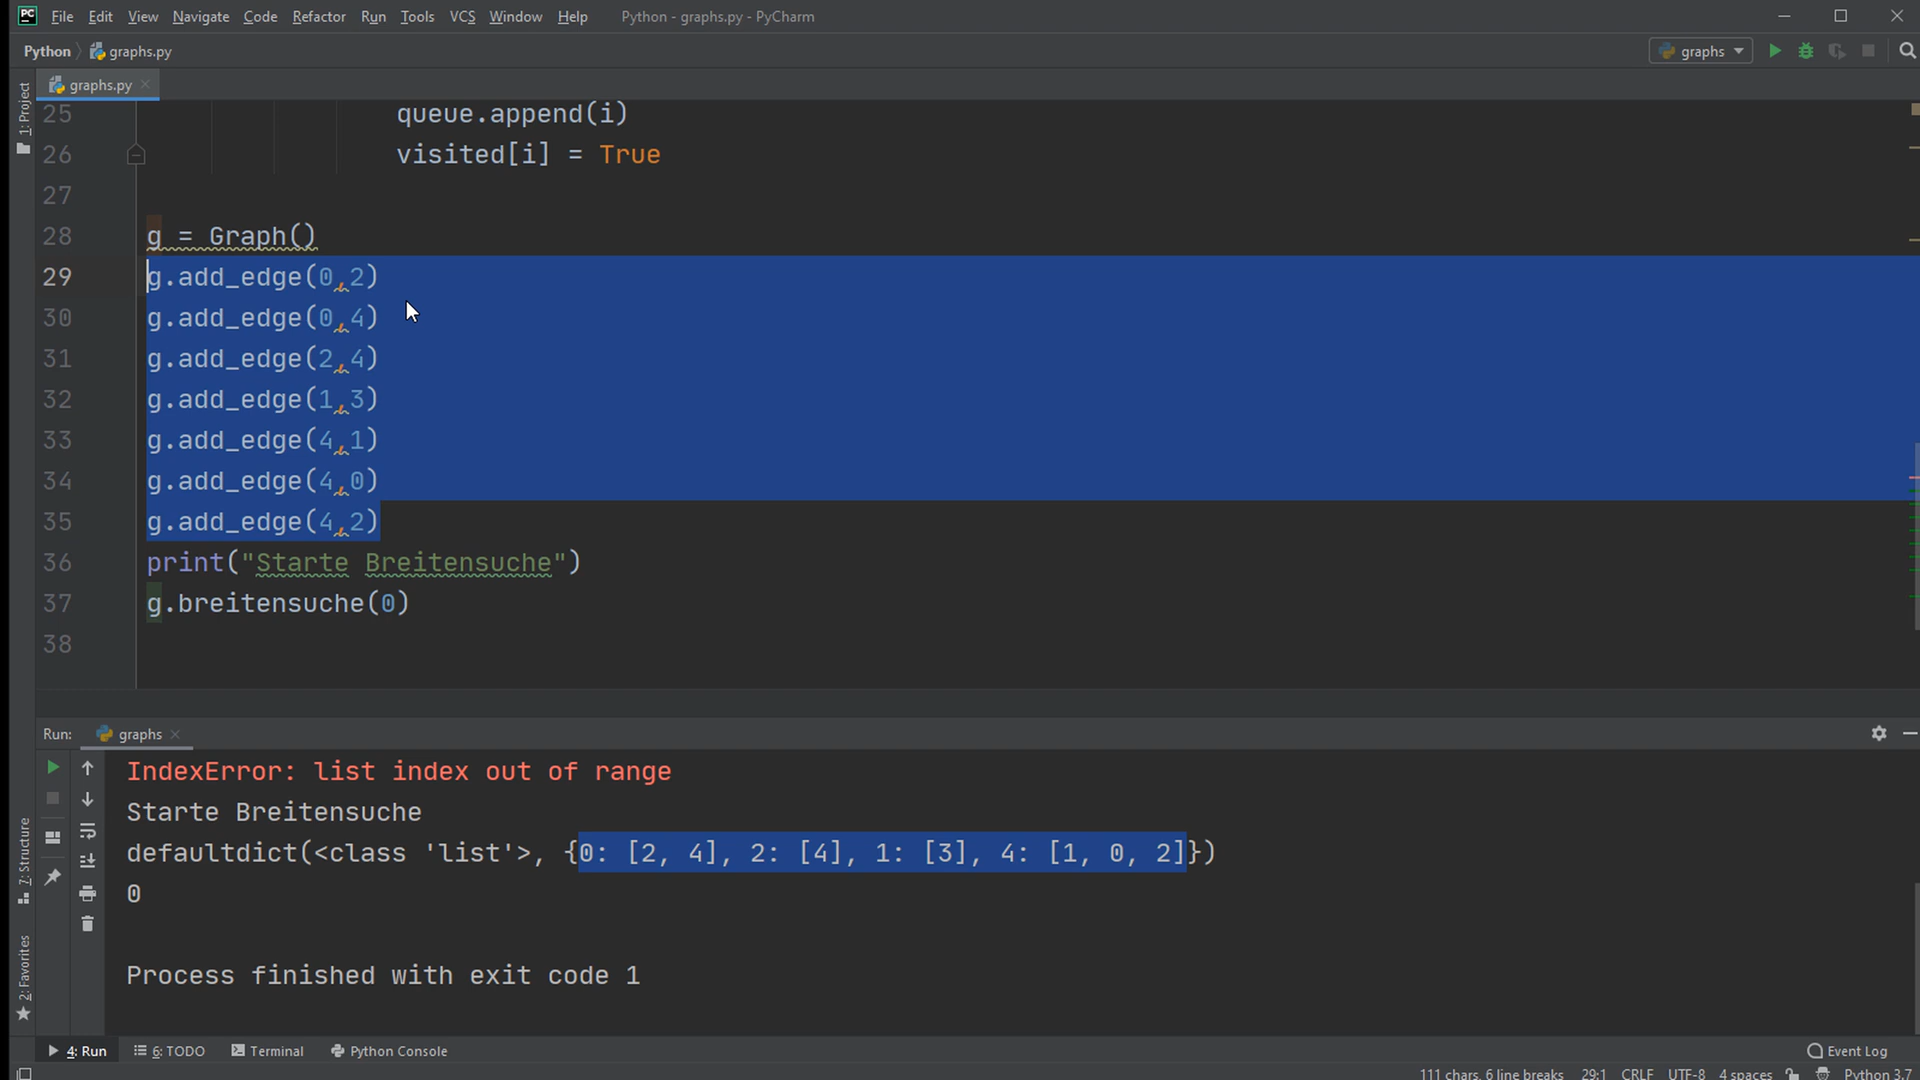 PC File Edit View Navigate Code Refactor Run Tools VCS Window Help Python - graphs.py - PyCharm
Python graphs.py graphs
1: Project
graphs.py
25 queue.append(i)
26 visited[i] = True
27
28 g = Graph()
29 g.add_edge(0,2)
30 g.add_edge(0,4)
31 g.add_edge(2,4)
32 g.add_edge(1,3)
33 g.add_edge(4,1)
34 g.add_edge(4,0)
35 g.add_edge(4,2)
36 print("Starte Breitensuche")
37 g.breitensuche(0)
38
Run: graphs
IndexError: list index out of range
Starte Breitensuche
defaultdict(<class 'list'>, {0: [2, 4], 2: [4], 1: [3], 4: [1, 0, 2]})
0
Process finished with exit code 1
7: Structure
2: Favorites
4: Run 6: TODO Terminal Python Console Event Log
111 chars, 6 line breaks 29:1 CRLF UTF-8 4 spaces Python 3.7